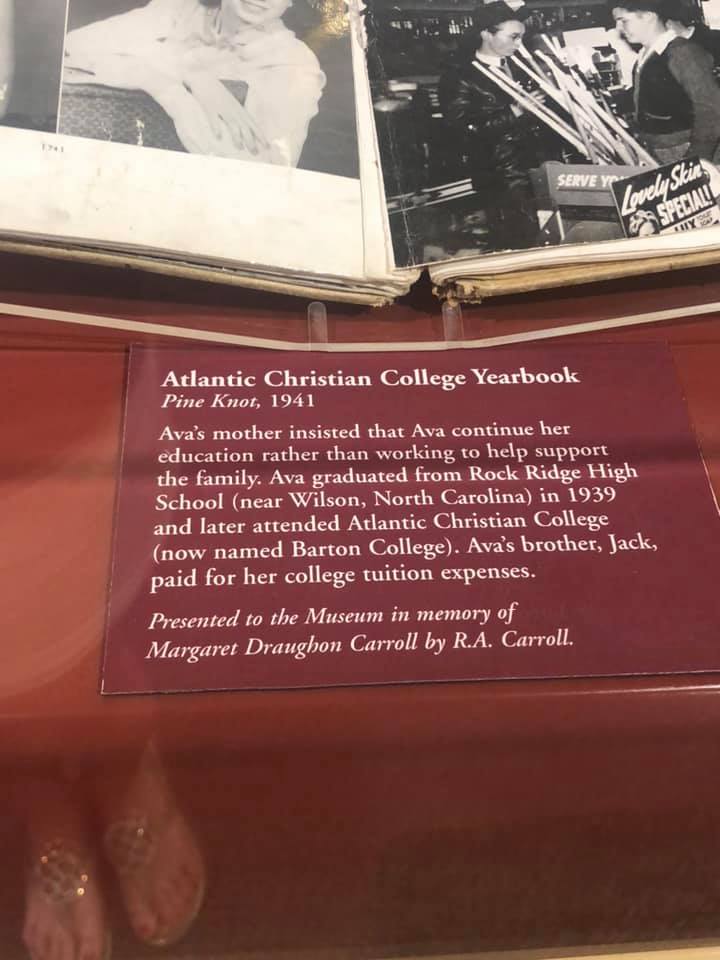 1941
SERVE YO
Lovely Skin
SPECIAL!
LUX TOILET
SOAP
Atlantic Christian College Yearbook
Pine Knot, 1941
Ava's mother insisted that Ava continue her
education rather than working to help support
the family. Ava graduated from Rock Ridge High
School (near Wilson, North Carolina) in 1939
and later attended Atlantic Christian College
(now named Barton College). Ava's brother, Jack,
paid for her college tuition expenses.
Presented to the Museum in memory of
Margaret Draughon Carroll by R.A. Carroll.